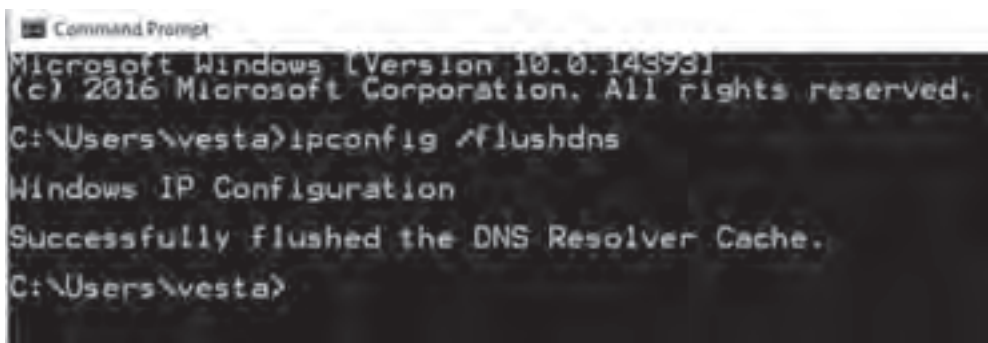 Command Prompt
Microsoft Windows [Version 10.0.14393]
(c) 2016 Microsoft Corporation. All rights reserved.
C:\Users\vesta>ipconfig /flushdns
Windows IP Configuration
Successfully flushed the DNS Resolver Cache.
C:\Users\vesta>